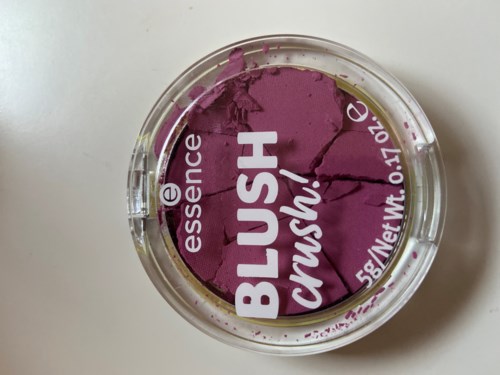 e
essence
BLUSH
crush!
5g/Net Wt. 0.17 oz. ℮